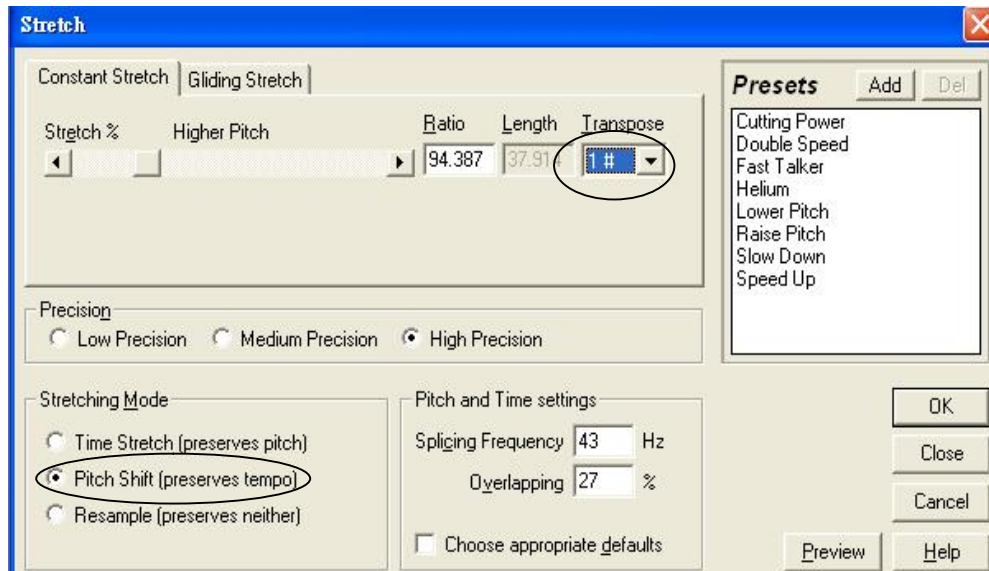 Stretch
Constant Stretch
Gliding Stretch
Stretch %
Higher Pitch
Ratio
Length
Transpose
94.387
37.914
1 #
Presets
Add
Del
Cutting Power
Double Speed
Fast Talker
Helium
Lower Pitch
Raise Pitch
Slow Down
Speed Up
Precision
Low Precision
Medium Precision
High Precision
Stretching Mode
Time Stretch (preserves pitch)
Pitch Shift (preserves tempo)
Resample (preserves neither)
Pitch and Time settings
Splicing Frequency 43 Hz
Overlapping 27 %
Choose appropriate defaults
OK
Close
Cancel
Preview
Help